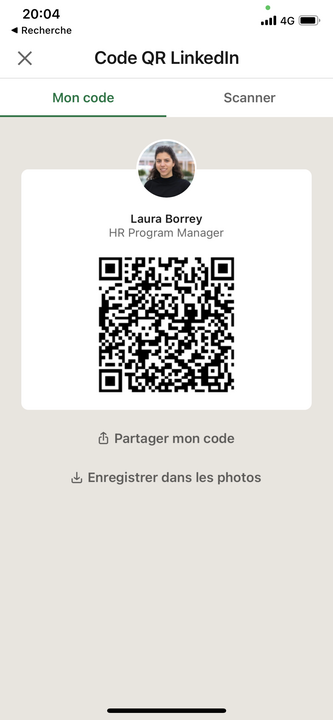 20:04
4G
◀ Recherche
Code QR LinkedIn
Mon code
Scanner
Laura Borrey
HR Program Manager
Partager mon code
Enregistrer dans les photos